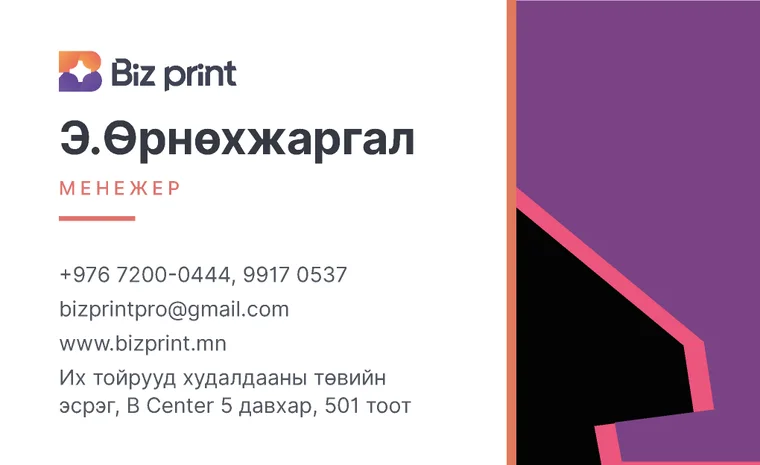 Biz print
Э.Өрнөхжаргал
МЕНЕЖЕР
+976 7200-0444, 9917 0537
bizprintpro@gmail.com
www.bizprint.mn
Их тойрууд худалдааны төвийн
эсрэг, B Center 5 давхар, 501 тоот